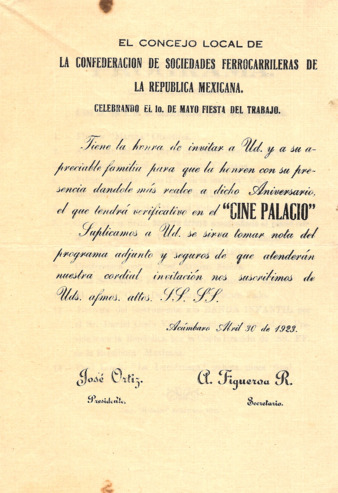 EL CONCEJO LOCAL DE
LA CONFEDERACION DE SOCIEDADES FERROCARRILERAS DE
LA REPUBLICA MEXICANA.
CELEBRANDO El 1o. DE MAYO FIESTA DEL TRABAJO.
Tiene la honra de invitar a Ud. y a su a-
preciable familia para que la honren con su pre-
sencia dandole más realce a dicho Aniversario.
el que tendrá verificativo en el "CINE PALACIO"
Suplicamos a Ud. se sirva tomar nota del
programa adjunto y seguros de que atenderán
nuestra cordial invitación nos suscribimos de
Uds. afmos. attos. S.S. S.S.
Acámbaro Abril 30 de 1923.
José Ortiz. A. Figueroa R.
Presidente. Secretario.